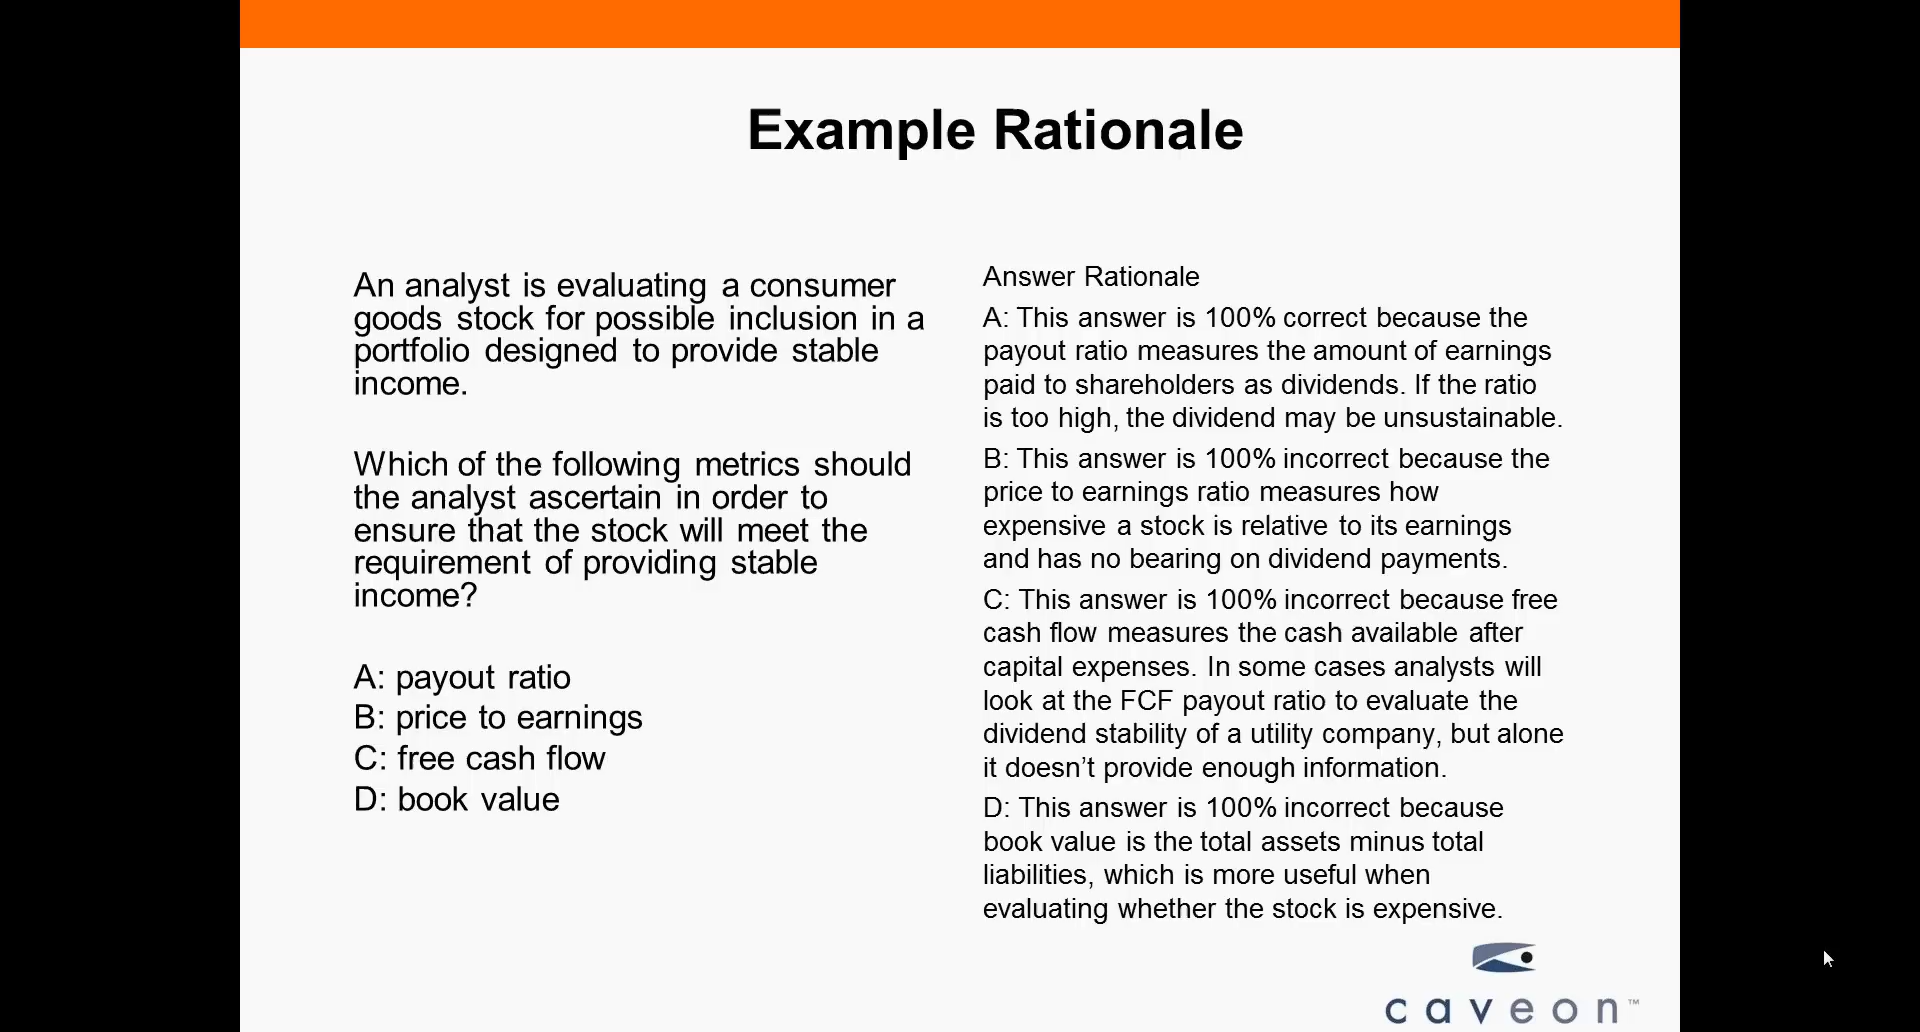 Example Rationale
An analyst is evaluating a consumer
goods stock for possible inclusion in a
portfolio designed to provide stable
income.
Which of the following metrics should
the analyst ascertain in order to
ensure that the stock will meet the
requirement of providing stable
income?
A: payout ratio
B: price to earnings
C: free cash flow
D: book value
Answer Rationale
A: This answer is 100% correct because the
payout ratio measures the amount of earnings
paid to shareholders as dividends. If the ratio
is too high, the dividend may be unsustainable.
B: This answer is 100% incorrect because the
price to earnings ratio measures how
expensive a stock is relative to its earnings
and has no bearing on dividend payments.
C: This answer is 100% incorrect because free
cash flow measures the cash available after
capital expenses. In some cases analysts will
look at the FCF payout ratio to evaluate the
dividend stability of a utility company, but alone
it doesn’t provide enough information.
D: This answer is 100% incorrect because
book value is the total assets minus total
liabilities, which is more useful when
evaluating whether the stock is expensive.
caveon™